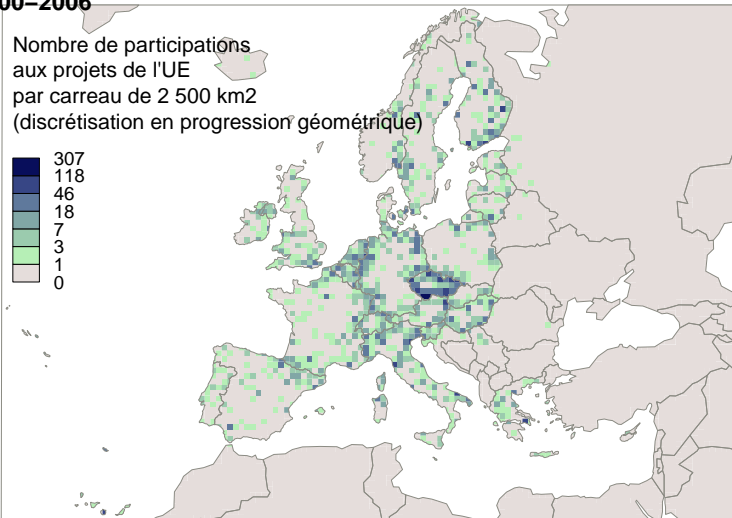 00–2006
Nombre de participations
aux projets de l'UE
par carreau de 2 500 km2
(discrétisation en progression géométrique)
307
118
46
18
7
3
1
0